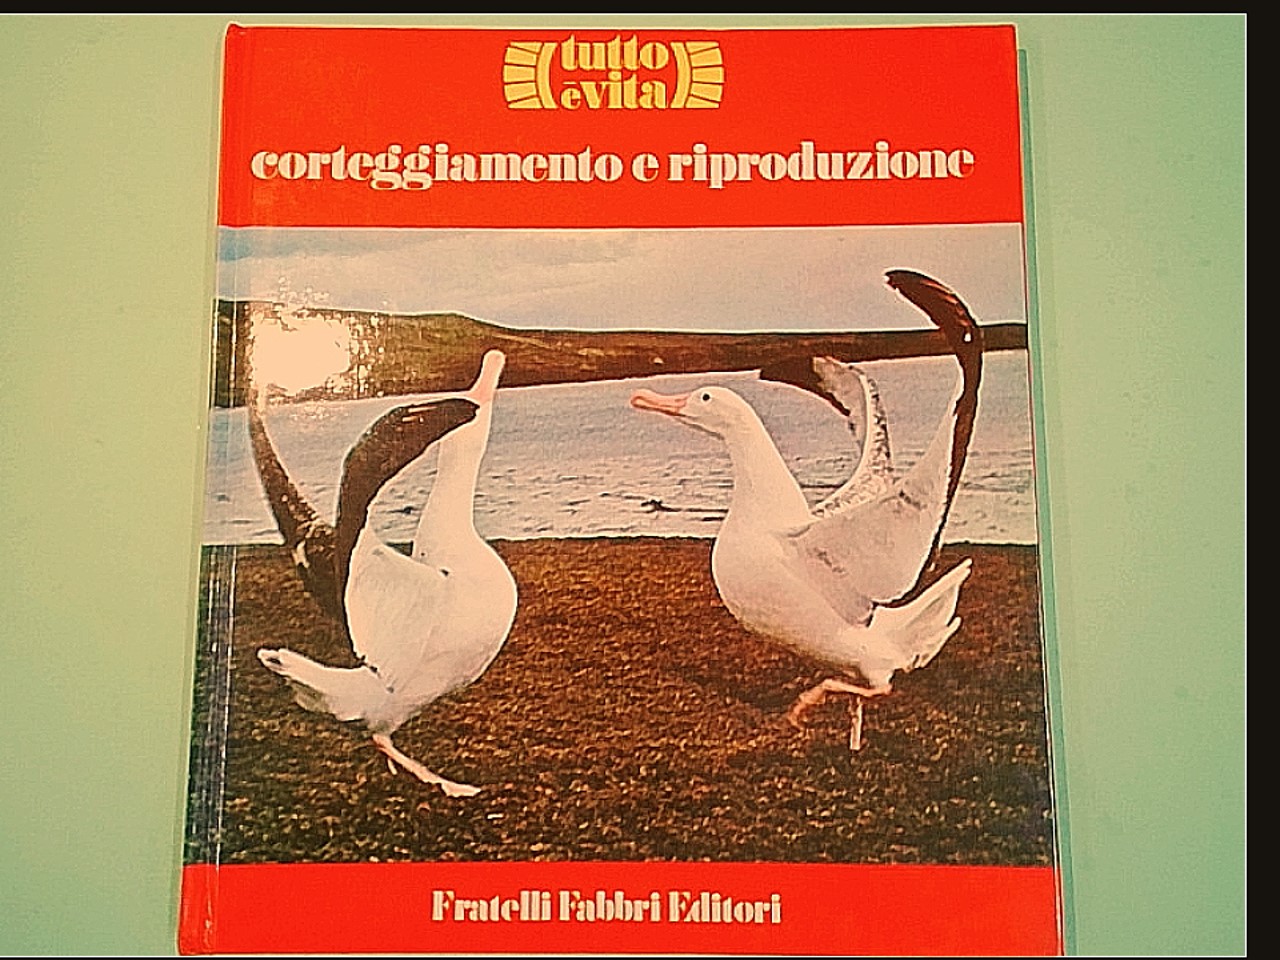 tutto
è vita
corteggiamento e riproduzione
Fratelli Fabbri Editori